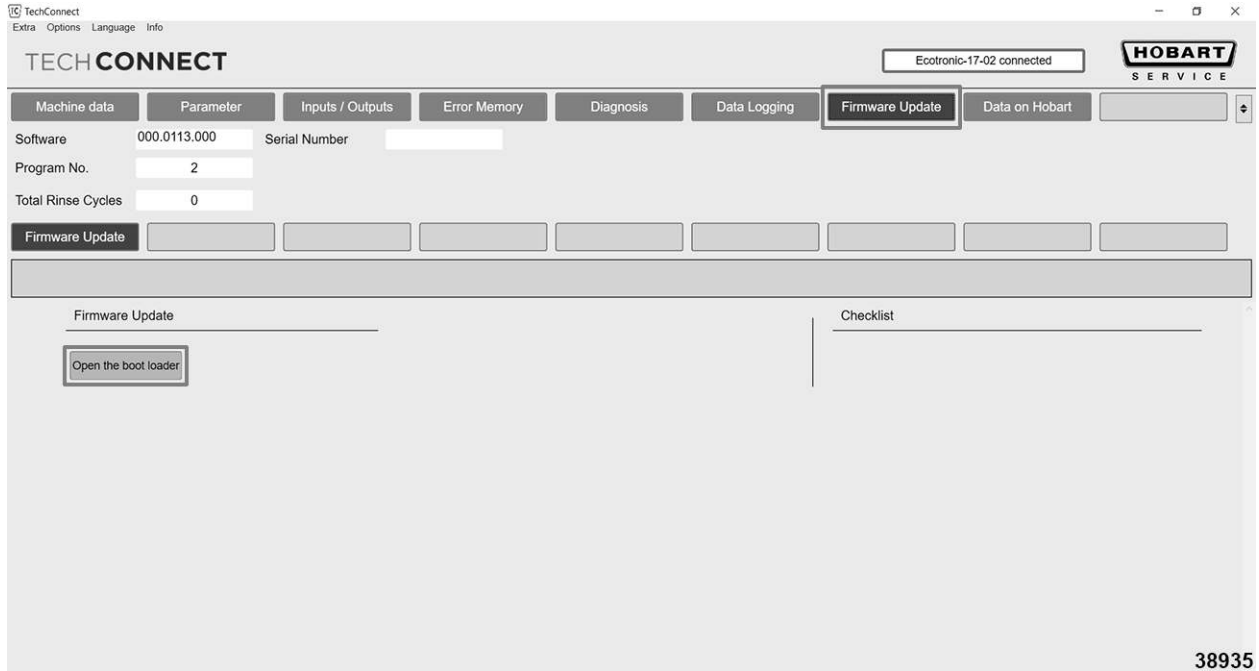 TechConnect
Extra Options Language Info
TECHCONNECT
Ecotronic-17-02 connected
HOBART
SERVICE
Machine data Parameter Inputs / Outputs Error Memory Diagnosis Data Logging Firmware Update Data on Hobart
Software 000.0113.000 Serial Number
Program No. 2
Total Rinse Cycles 0
Firmware Update
Firmware Update Checklist
Open the boot loader
38935